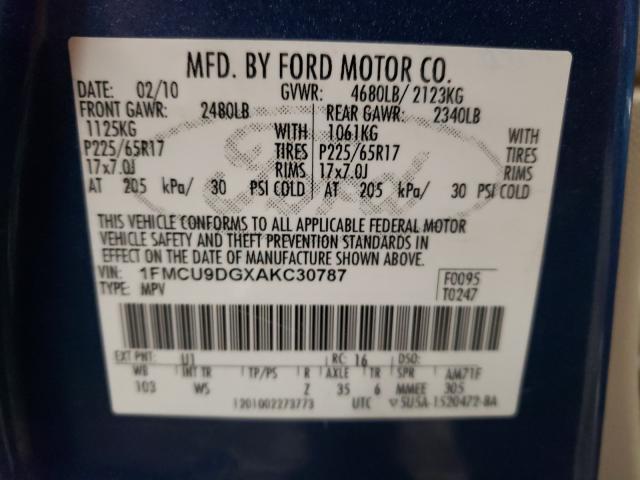 MFD. BY FORD MOTOR CO.
DATE: 02/10 GVWR: 4680LB/ 2123KG
FRONT GAWR: 2480LB REAR GAWR: 2340LB
1125KG WITH 1061KG WITH
P225/65R17 TIRES P225/65R17 TIRES
17x7.0J RIMS 17x7.0J RIMS
AT 205 kPa/ 30 PSI COLD AT 205 kPa/ 30 PSI COLD
Ford
THIS VEHICLE CONFORMS TO ALL APPLICABLE FEDERAL MOTOR
VEHICLE SAFETY AND THEFT PREVENTION STANDARDS IN
EFFECT ON THE DATE OF MANUFACTURE SHOWN ABOVE.
VIN: 1FMCU9DGXAKC30787 F0095
TYPE: MPV T0247
EXT PNT: U1 RC: 16 DSO:
WB INT TR TP/PS R AXLE TR SPR AM71F
103 WS Z 35 6 MMEE 305
1201002273773 UTC ▽5U5A-1520472-BA